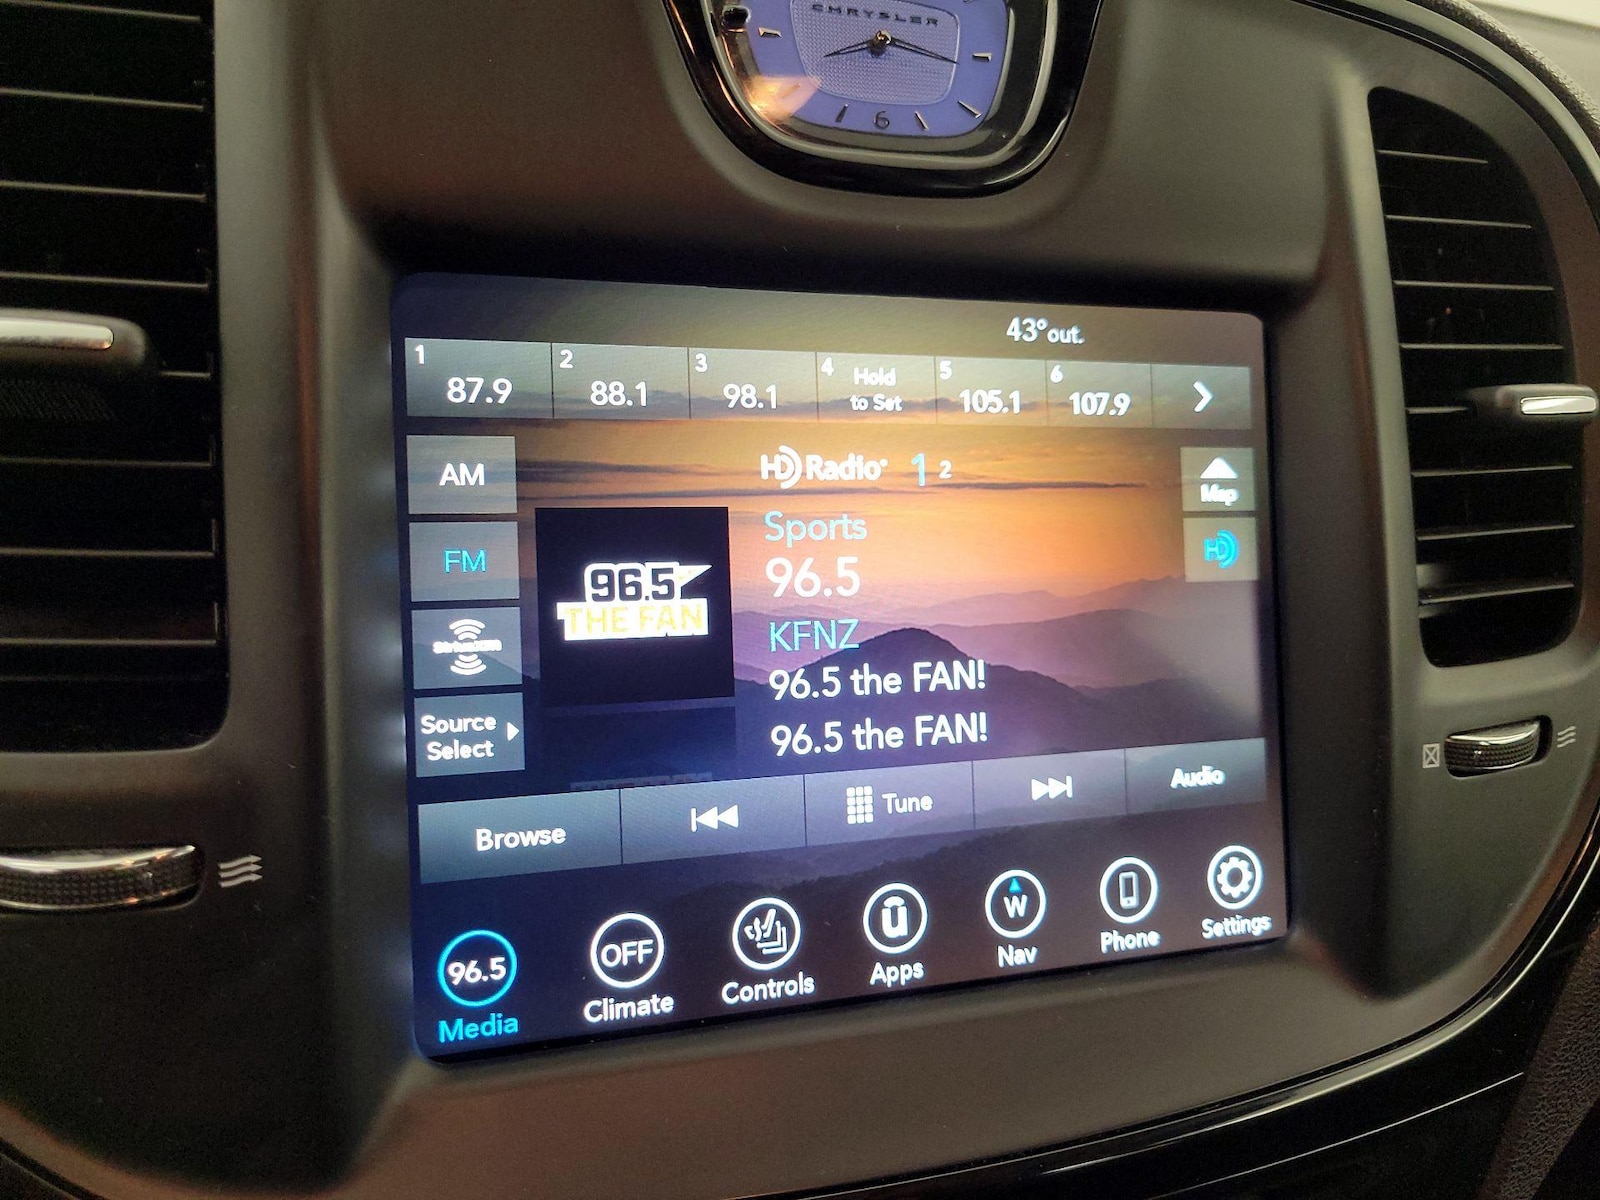 CHRYSLER
6
43° out.
1 87.9
2 88.1
3 98.1
4 Hold to Set
5 105.1
6 107.9
AM
HD Radio 1 2
Map
FM
HD
96.5
THE FAN
Sports
96.5
KFNZ
96.5 the FAN!
96.5 the FAN!
SiriusXM
Source
Select
Browse
Tune
Audio
96.5
Media
OFF
Climate
Controls
ū
Apps
W
Nav
Phone
Settings